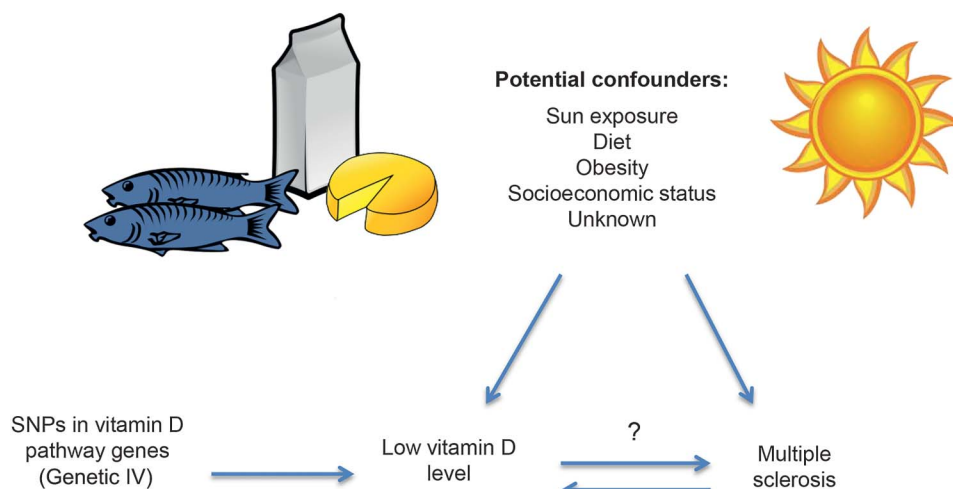 Potential confounders:
Sun exposure
Diet
Obesity
Socioeconomic status
Unknown
SNPs in vitamin D
pathway genes
(Genetic IV)
Low vitamin D
level
?
Multiple
sclerosis